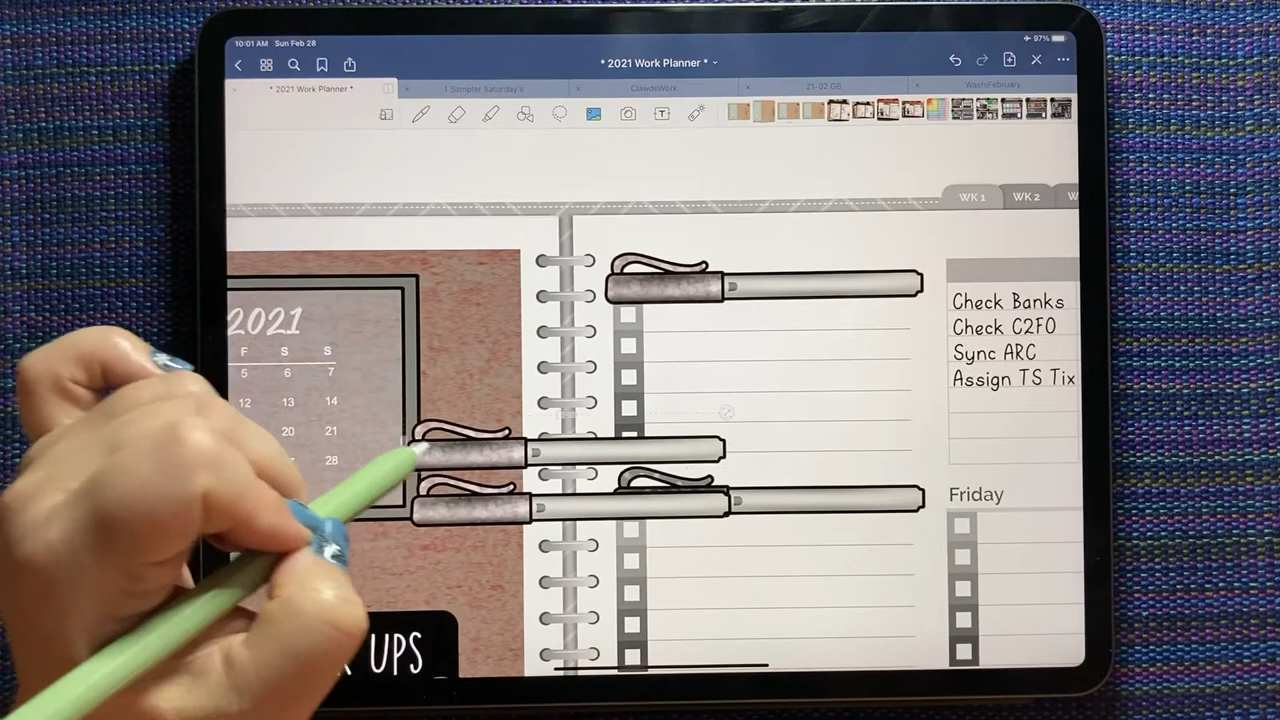 10:01 AM Sun Feb 28
97%
* 2021 Work Planner *
* 2021 Work Planner *
1 Sampler Saturday's
ClawdeWork
21-02 GB
WashiFebruary
WK 1
WK 2
W
2021
F S S
5 6 7
12 13 14
20 21
28
Check Banks
Check C2FO
Sync ARC
Assign TS Tix
Friday
UPS